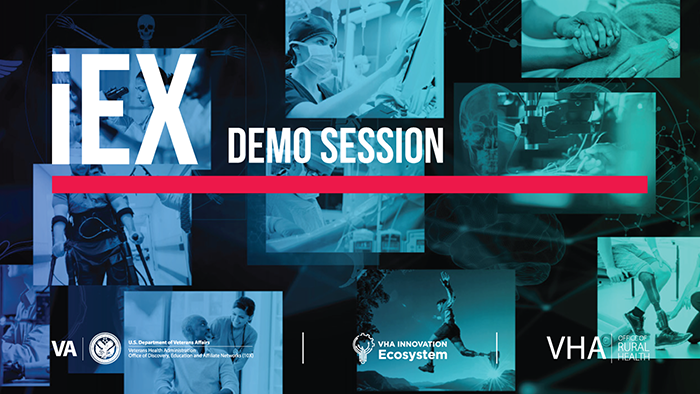 iEX DEMO SESSION
VA
U.S. Department of Veterans Affairs
Veterans Health Administration
Office of Discovery, Education and Affiliate Networks (10X)
VHA INNOVATION
Ecosystem
VHA
OFFICE OF
RURAL
HEALTH